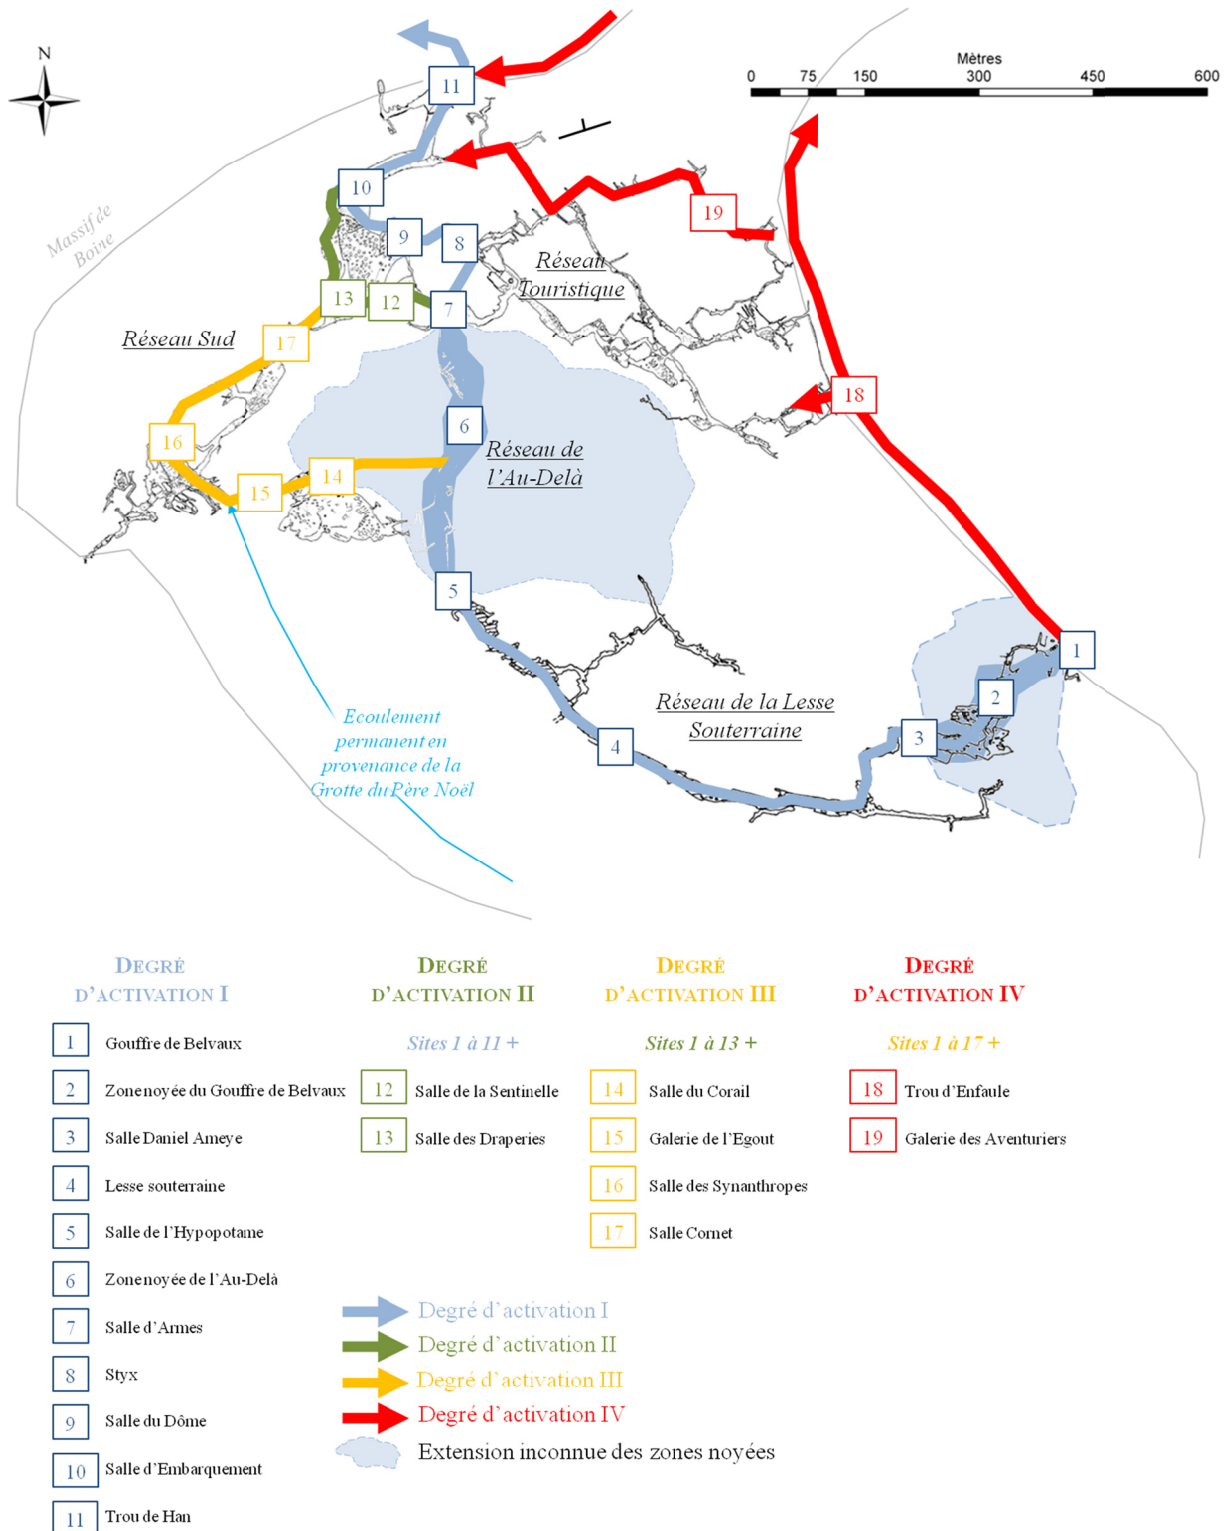 N
Mètres
0 75 150 300 450 600
11
10
9
8
19
Massif de
Boine
Réseau
Touristique
13
12
7
Réseau Sud
17
18
16
6
Réseau de
l'Au-Delà
15
14
5
1
2
Réseau de la Lesse
Souterraine
3
4
Ecoulement
permanent en
provenance de la
Grotte du Père Noël
DEGRÉ
D'ACTIVATION I
1 Gouffre de Belvaux
2 Zone noyée du Gouffre de Belvaux
3 Salle Daniel Ameye
4 Lesse souterraine
5 Salle de l'Hypopotame
6 Zone noyée de l'Au-Delà
7 Salle d'Armes
8 Styx
9 Salle du Dôme
10 Salle d'Embarquement
11 Trou de Han
DEGRÉ
D'ACTIVATION II
Sites 1 à 11 +
12 Salle de la Sentinelle
13 Salle des Draperies
DEGRÉ
D'ACTIVATION III
Sites 1 à 13 +
14 Salle du Corail
15 Galerie de l'Egout
16 Salle des Synanthropes
17 Salle Cornet
DEGRÉ
D'ACTIVATION IV
Sites 1 à 17 +
18 Trou d'Enfaule
19 Galerie des Aventuriers
Degré d'activation I
Degré d'activation II
Degré d'activation III
Degré d'activation IV
Extension inconnue des zones noyées